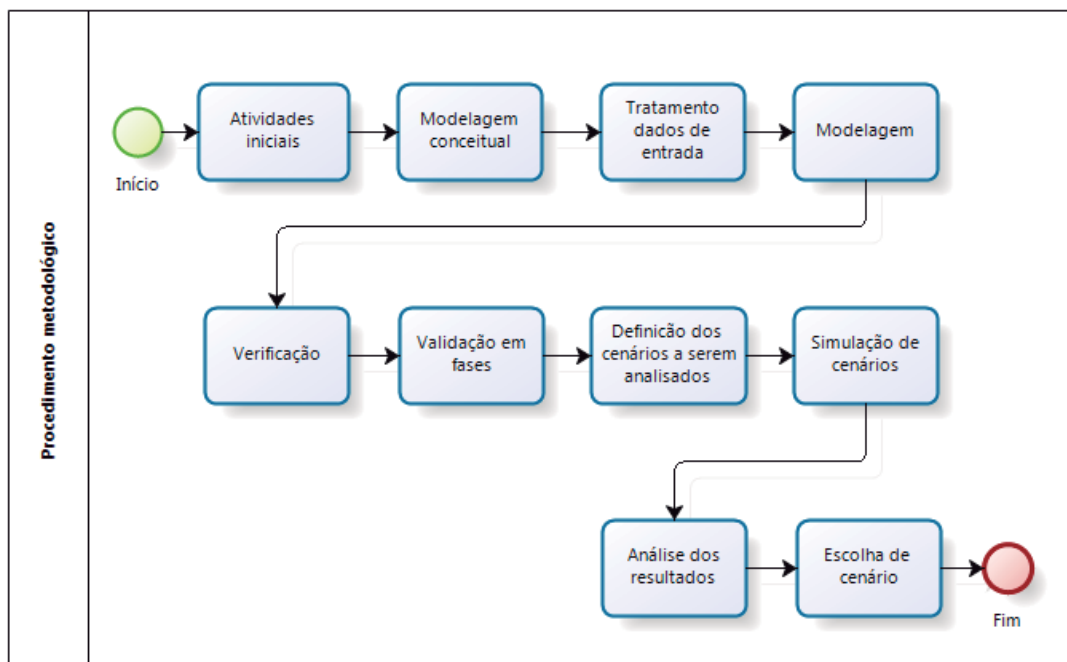 Procedimento metodológico
Início
Atividades
iniciais
Modelagem
conceitual
Tratamento
dados de
entrada
Modelagem
Verificação
Validação em
fases
Definicão dos
cenários a serem
analisados
Simulação de
cenários
Análise dos
resultados
Escolha de
cenário
Fim